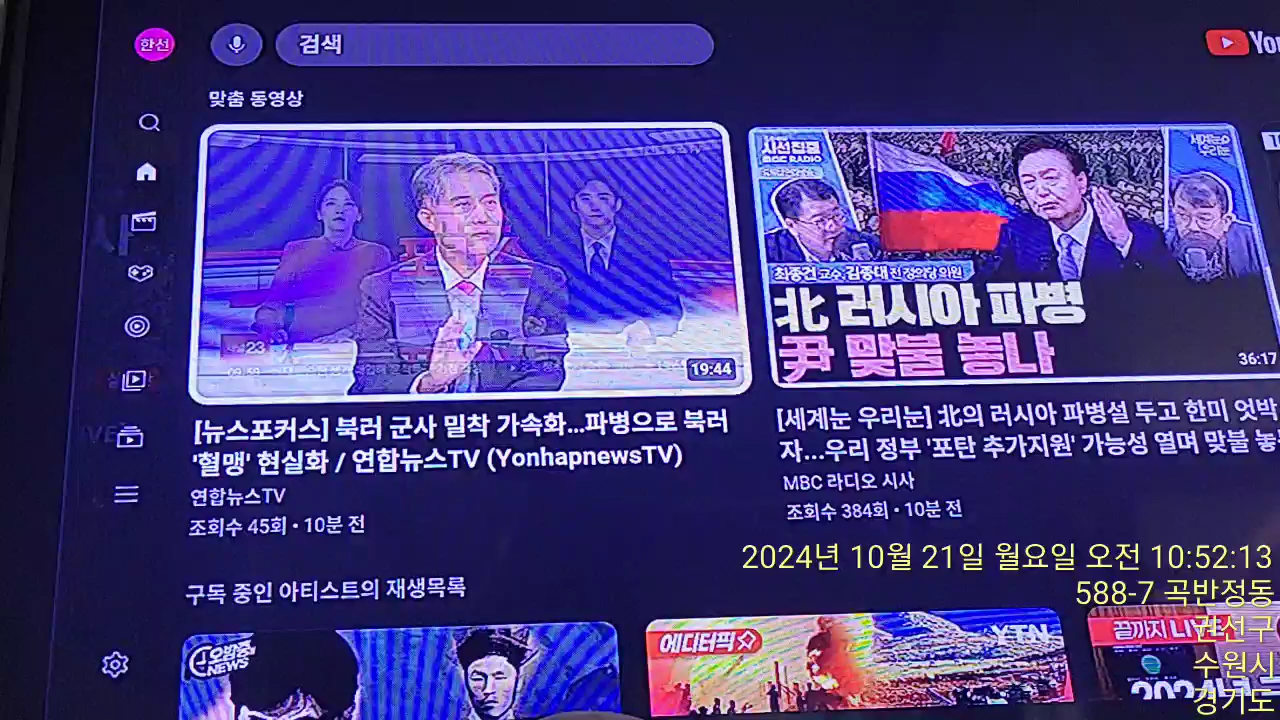 한선
검색
맞춤 동영상
19:44
시선집중
MBC RADIO
세계눈
우리눈
최종건 교수, 김종대 전 정의당 의원
北 러시아 파병
尹 맞불 놓나
36:17
[뉴스포커스] 북러 군사 밀착 가속화...파병으로 북러
'혈맹' 현실화 / 연합뉴스TV (YonhapnewsTV)
연합뉴스TV
조회수 45회 • 10분 전
[세계눈 우리눈] 北의 러시아 파병설 두고 한미 엇박
자...우리 정부 '포탄 추가지원' 가능성 열며 맞불 놓
MBC 라디오 시사
조회수 384회 • 10분 전
2024년 10월 21일 월요일 오전 10:52:13
588-7 곡반정동
권선구
수원시
경기도
구독 중인 아티스트의 재생목록
NEWS
에디터픽
YTN
끝까지 LIVE